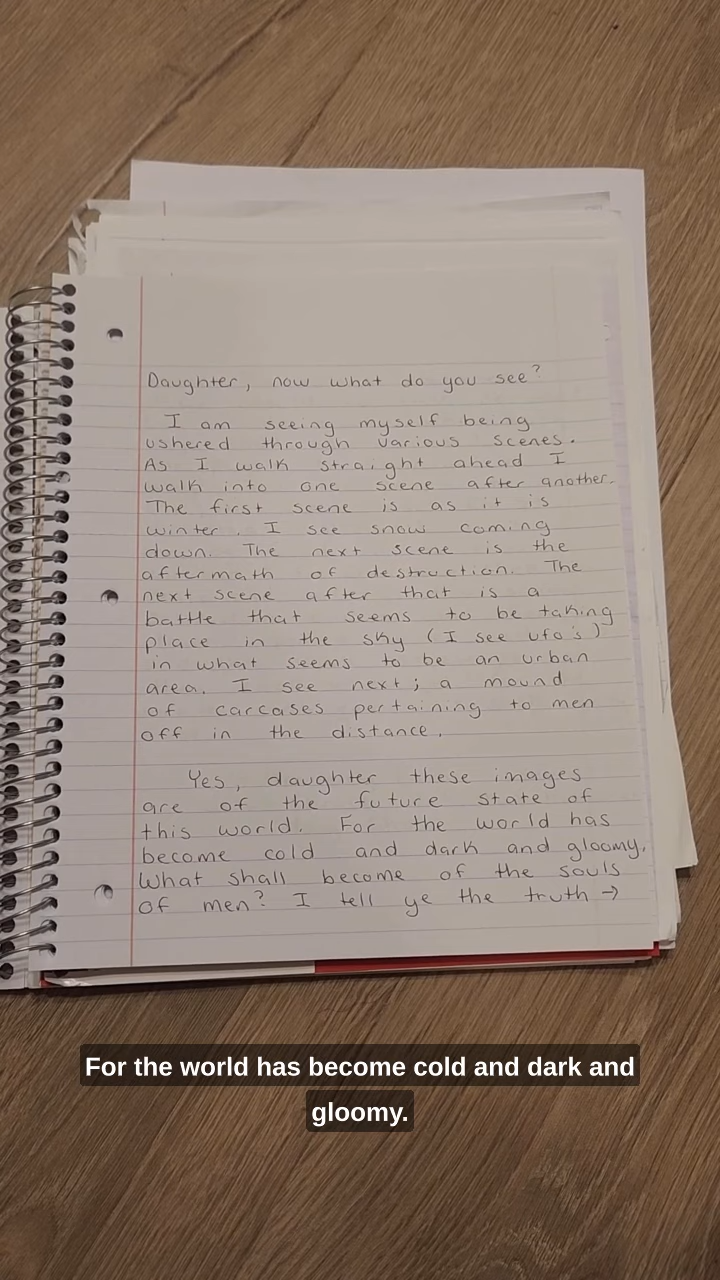 Daughter, now what do you see?
I am seeing myself being
ushered through various scenes.
As I walk straight ahead I
walk into one scene after another.
The first scene is as it is
winter. I see snow coming
down. The next scene is the
aftermath of destruction. The
next scene after that is a
battle that seems to be taking
place in the sky (I see ufo's)
in what seems to be an urban
area. I see next; a mound
of carcases pertaining to men
off in the distance.
Yes, daughter these images
are of the future state of
this world. For the world has
become cold and dark and gloomy.
What shall become of the souls
of men? I tell ye the truth →
For the world has become cold and dark and
gloomy.